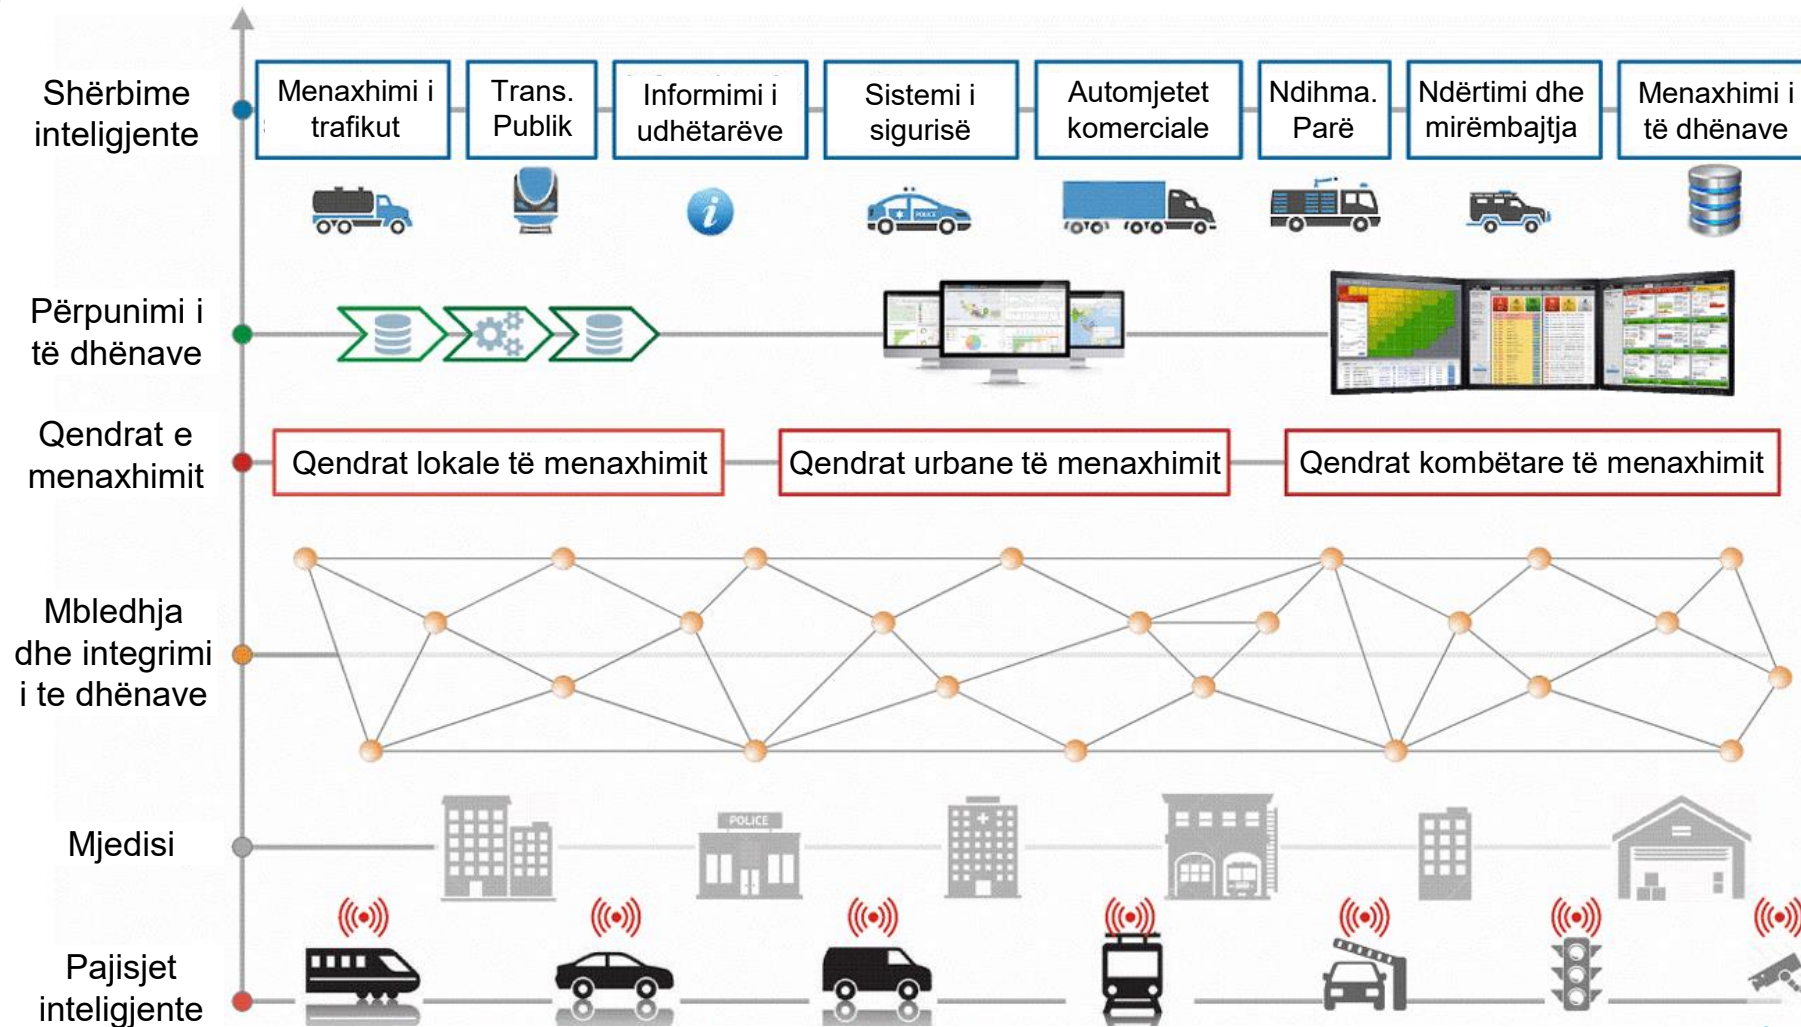 Shërbime
inteligjente
Menaxhimi i
trafikut
Trans.
Publik
Informimi i
udhëtarëve
Sistemi i
sigurisë
Automjetet
komerciale
Ndihma.
Parë
Ndërtimi dhe
mirëmbajtja
Menaxhimi i
të dhënave
POLICE
Përpunimi i
të dhënave
Qendrat e
menaxhimit
Qendrat lokale të menaxhimit
Qendrat urbane të menaxhimit
Qendrat kombëtare të menaxhimit
Mbledhja
dhe integrimi
i te dhënave
Mjedisi
POLICE
Pajisjet
inteligjente